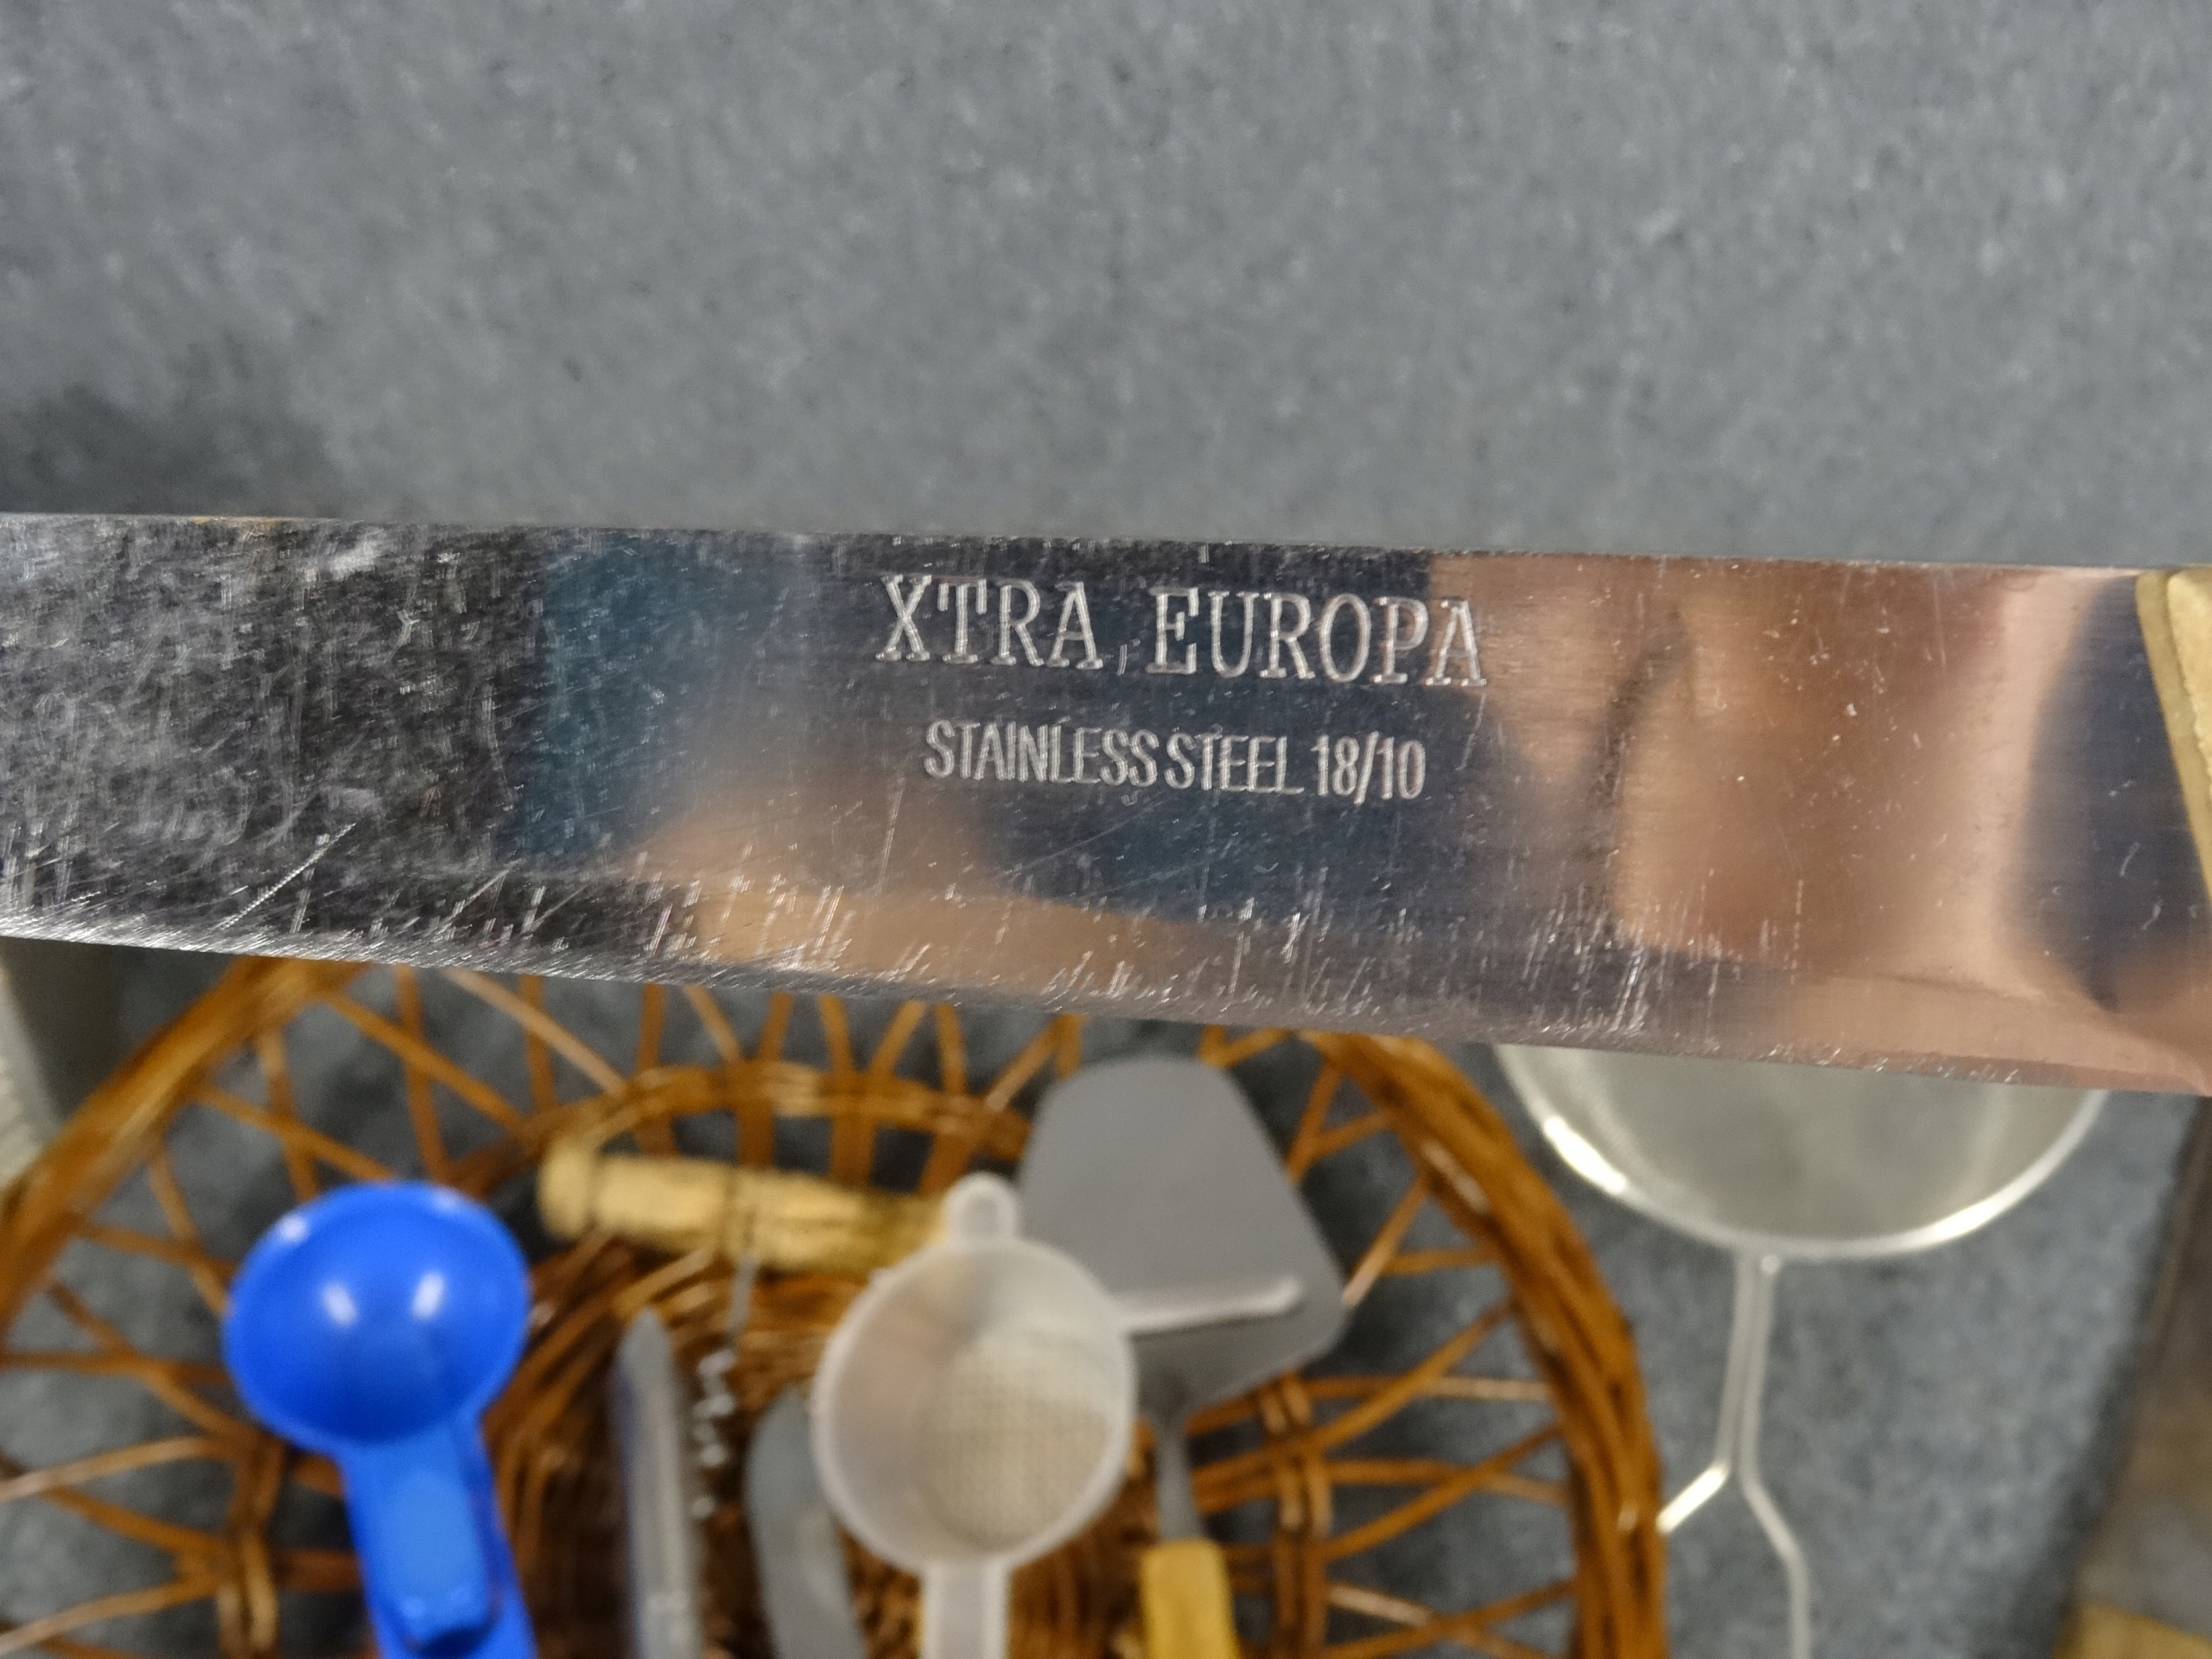 XTRA EUROPA
STAINLESS STEEL 18/10